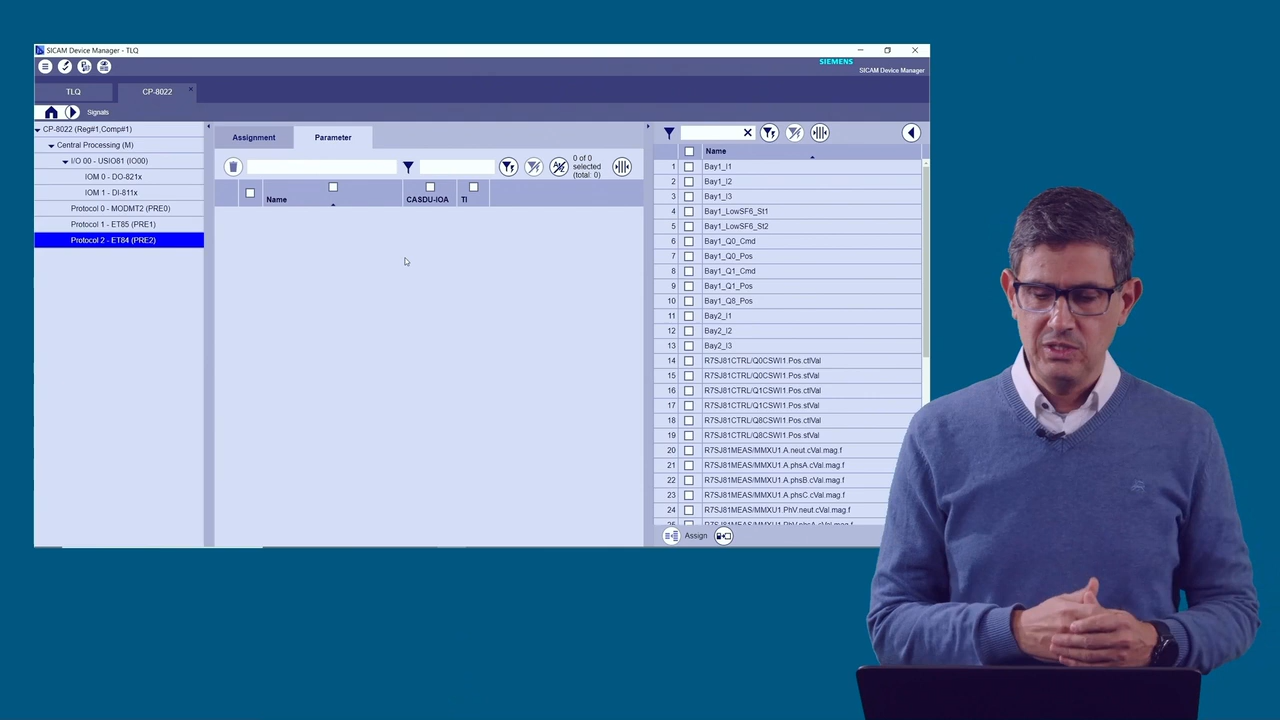 SICAM Device Manager - TLQ
SIEMENS
SICAM Device Manager
TLQ
CP-8022
Signals
CP-8022 (Reg#1,Comp#1)
Central Processing (M)
I/O 00 - USIO81 (IO00)
IOM 0 - DO-821x
IOM 1 - DI-811x
Protocol 0 - MODMT2 (PRE0)
Protocol 1 - ET85 (PRE1)
Protocol 2 - ET84 (PRE2)
Assignment
Parameter
0 of 0
selected
(total: 0)
Name
CASDU-IOA
TI
Name
1 Bay1_I1
2 Bay1_I2
3 Bay1_I3
4 Bay1_LowSF6_St1
5 Bay1_LowSF6_St2
6 Bay1_Q0_Cmd
7 Bay1_Q0_Pos
8 Bay1_Q1_Cmd
9 Bay1_Q1_Pos
10 Bay1_Q8_Pos
11 Bay2_I1
12 Bay2_I2
13 Bay2_I3
14 R7SJ81CTRL/Q0CSWI1.Pos.ctlVal
15 R7SJ81CTRL/Q0CSWI1.Pos.stVal
16 R7SJ81CTRL/Q1CSWI1.Pos.ctlVal
17 R7SJ81CTRL/Q1CSWI1.Pos.stVal
18 R7SJ81CTRL/Q8CSWI1.Pos.ctlVal
19 R7SJ81CTRL/Q8CSWI1.Pos.stVal
20 R7SJ81MEAS/MMXU1.A.neut.cVal.mag.f
21 R7SJ81MEAS/MMXU1.A.phsA.cVal.mag.f
22 R7SJ81MEAS/MMXU1.A.phsB.cVal.mag.f
23 R7SJ81MEAS/MMXU1.A.phsC.cVal.mag.f
24 R7SJ81MEAS/MMXU1.PhV.neut.cVal.mag.f
25 R7SJ81MEAS/MMXU1.PhV.phsA.cVal.mag.f
Assign